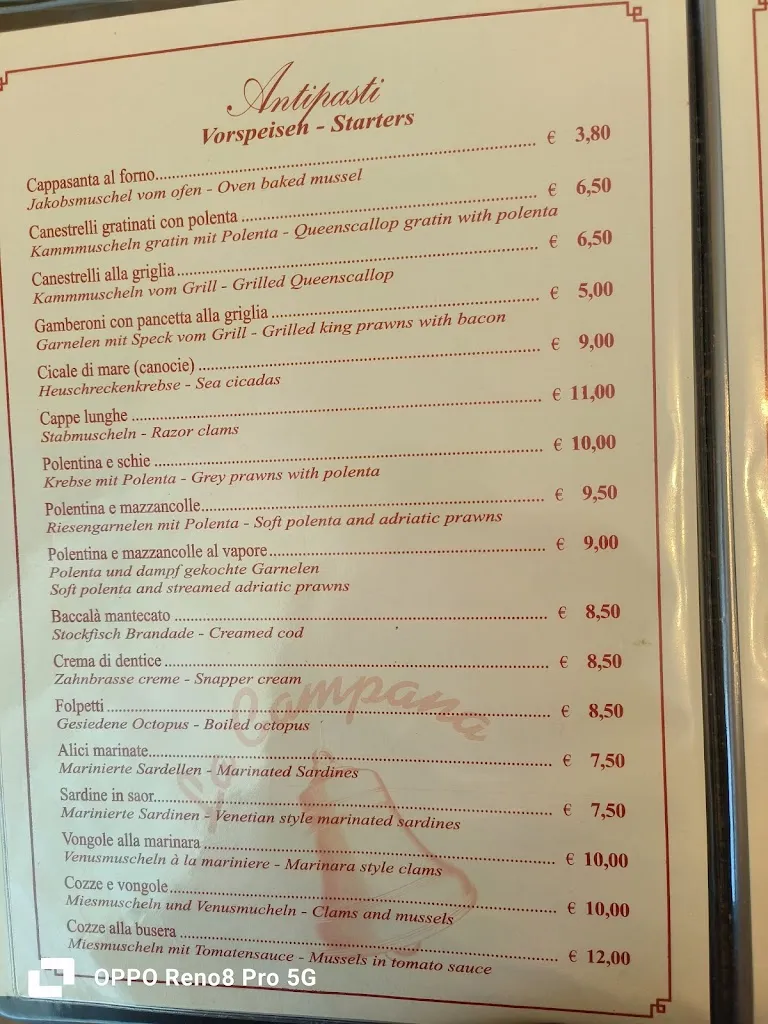 Antipasti
Vorspeisen - Starters
Cappasanta al forno € 3,80
Jakobsmuschel vom ofen - Oven baked mussel
Canestrelli gratinati con polenta € 6,50
Kammmuscheln gratin mit Polenta - Queenscallop gratin with polenta
Canestrelli alla griglia € 6,50
Kammmuscheln vom Grill - Grilled Queenscallop
Gamberoni con pancetta alla griglia € 5,00
Garnelen mit Speck vom Grill - Grilled king prawns with bacon
Cicale di mare (canocie) € 9,00
Heuschreckenkrebse - Sea cicadas
Cappe lunghe € 11,00
Stabmuscheln - Razor clams
Polentina e schie € 10,00
Krebse mit Polenta - Grey prawns with polenta
Polentina e mazzancolle € 9,50
Riesengarnelen mit Polenta - Soft polenta and adriatic prawns
Polentina e mazzancolle al vapore € 9,00
Polenta und dampf gekochte Garnelen
Soft polenta and streamed adriatic prawns
Baccalà mantecato € 8,50
Stockfisch Brandade - Creamed cod
Crema di dentice € 8,50
Zahnbrasse creme - Snapper cream
Folpetti € 8,50
Gesiedene Octopus - Boiled octopus
Alici marinate € 7,50
Marinierte Sardellen - Marinated Sardines
Sardine in saor € 7,50
Marinierte Sardinen - Venetian style marinated sardines
Vongole alla marinara € 10,00
Venusmuscheln à la mariniere - Marinara style clams
Cozze e vongole € 10,00
Miesmuscheln und Venusmucheln - Clams and mussels
Cozze alla busera € 12,00
Miesmuscheln mit Tomatensauce - Mussels in tomato sauce
La Campana
OPPO Reno8 Pro 5G